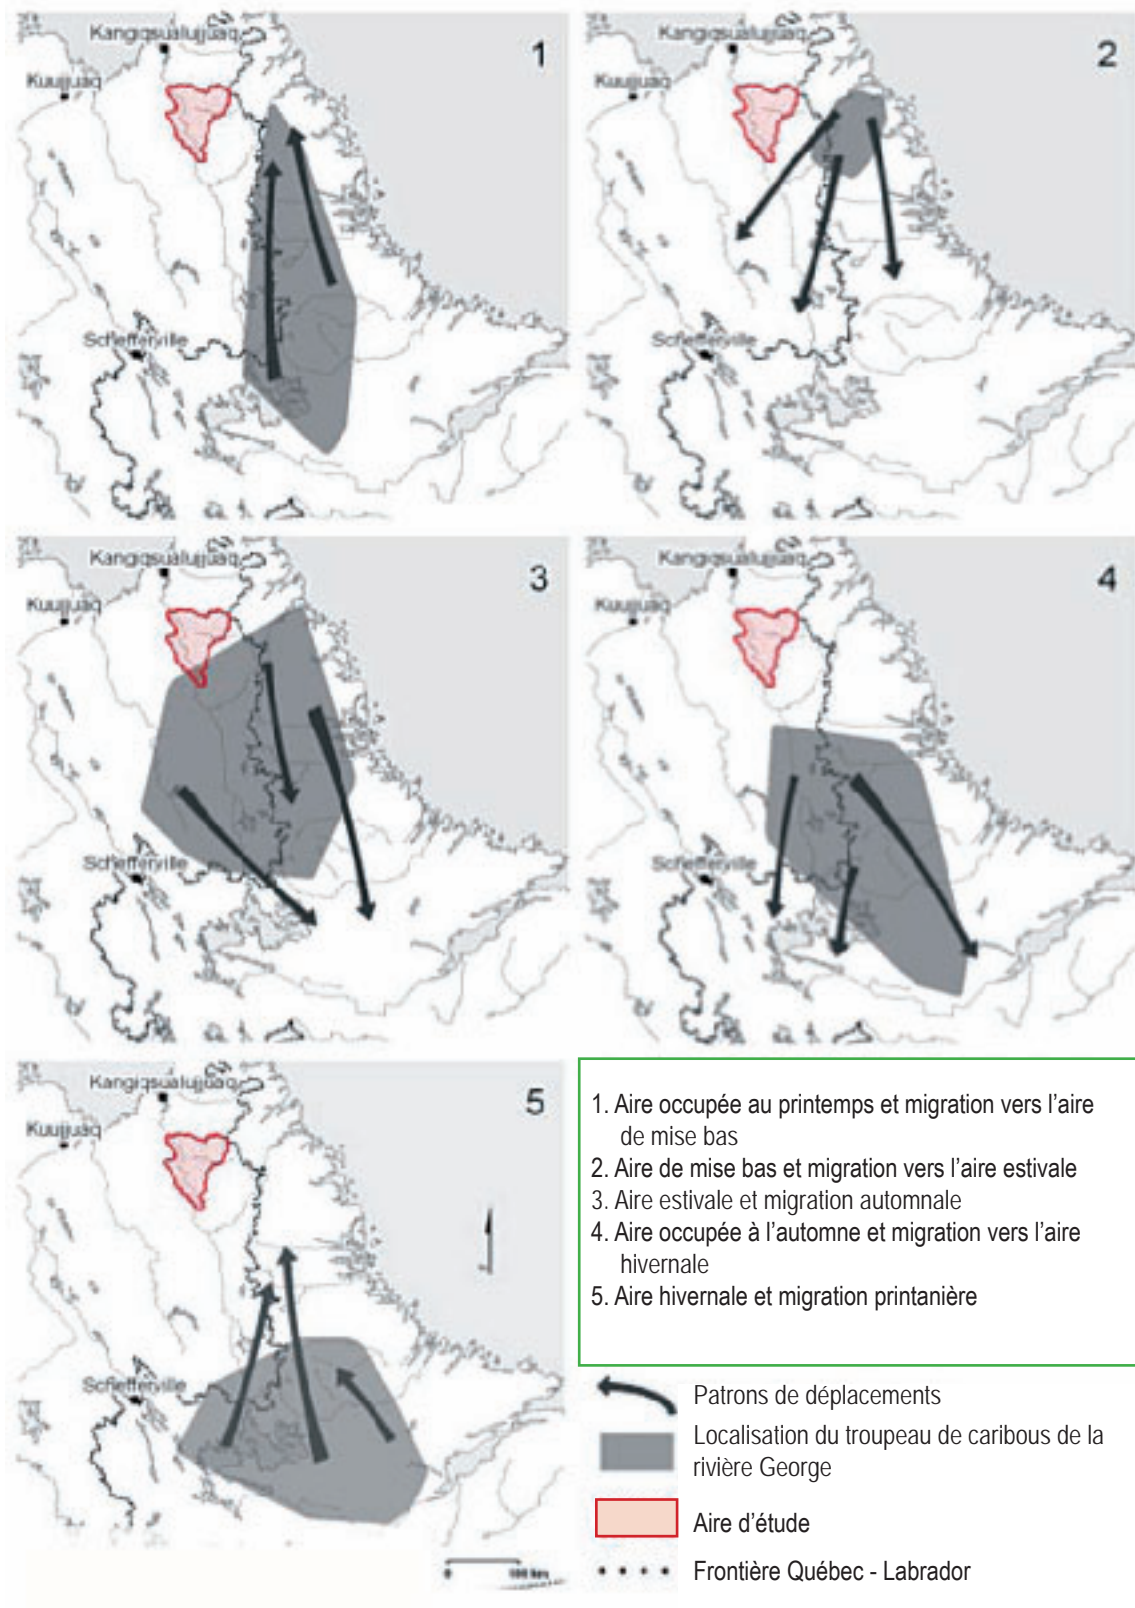 Kangiqsualujjuaq
1
Kuujjuaq
Schefferville
Kangiqsualujjuaq
2
Kuujjuaq
Schefferville
Kangiqsualujjuaq
3
Kuujjuaq
Schefferville
Kangiqsualujjuaq
4
Kuujjuaq
Schefferville
Kangiqsualujjuaq
5
Kuujjuaq
Schefferville
0 100 km
1. Aire occupée au printemps et migration vers l'aire
de mise bas
2. Aire de mise bas et migration vers l'aire estivale
3. Aire estivale et migration automnale
4. Aire occupée à l'automne et migration vers l'aire
hivernale
5. Aire hivernale et migration printanière
Patrons de déplacements
Localisation du troupeau de caribous de la
rivière George
Aire d'étude
Frontière Québec - Labrador